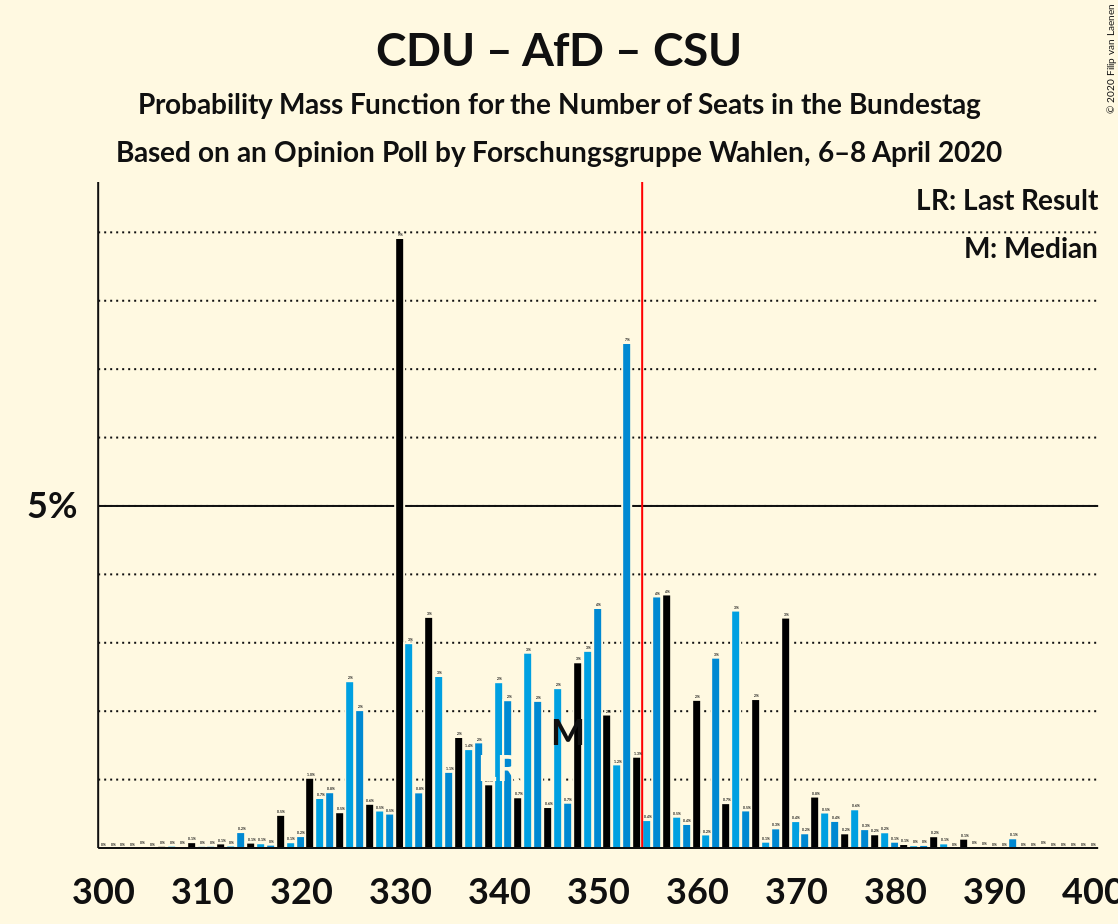 CDU – AfD – CSU
Probability Mass Function for the Number of Seats in the Bundestag
Based on an Opinion Poll by Forschungsgruppe Wahlen, 6–8 April 2020
© 2020 Filip van Laenen
LR: Last Result
M: Median
5%
M
LR
300 310 320 330 340 350 360 370 380 390 400